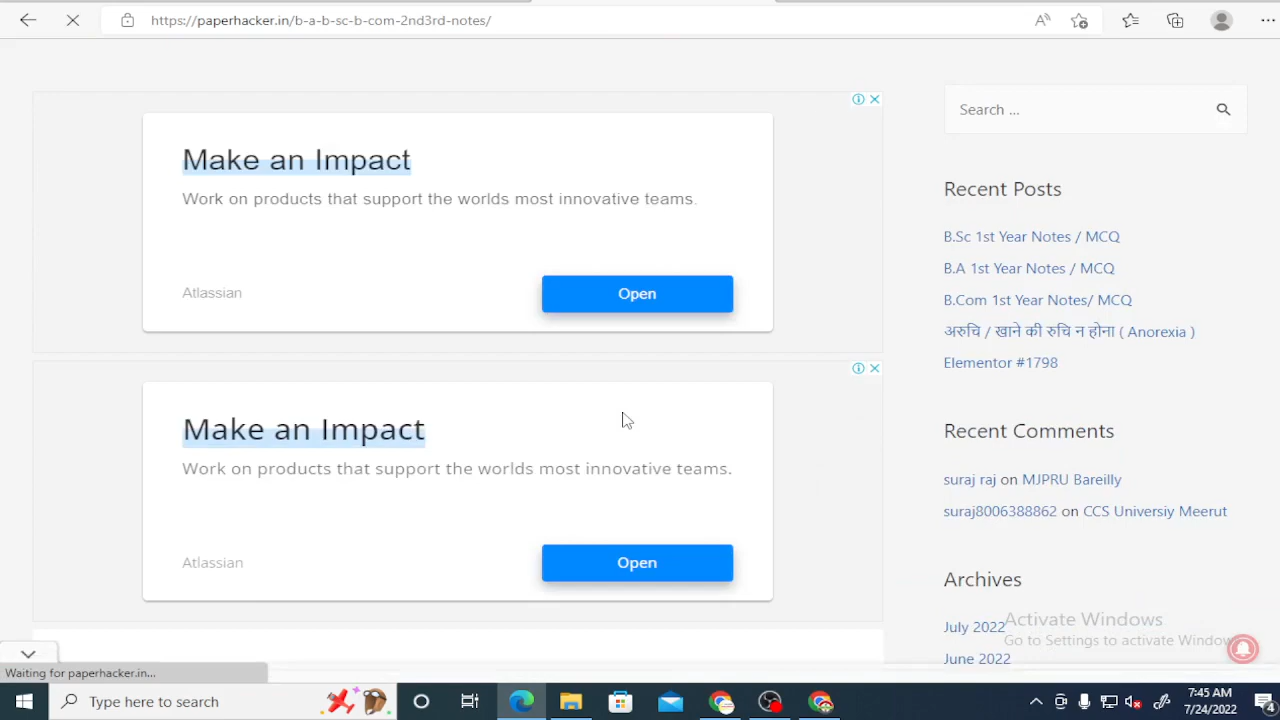 https://paperhacker.in/b-a-b-sc-b-com-2nd3rd-notes/
Make an Impact
Work on products that support the worlds most innovative teams.
Atlassian
Open
Make an Impact
Work on products that support the worlds most innovative teams.
Atlassian
Open
Search ...
Recent Posts
B.Sc 1st Year Notes / MCQ
B.A 1st Year Notes / MCQ
B.Com 1st Year Notes/ MCQ
अरुचि / खाने की रुचि न होना ( Anorexia )
Elementor #1798
Recent Comments
suraj raj on MJPRU Bareilly
suraj8006388862 on CCS Universiy Meerut
Archives
July 2022
June 2022
Activate Windows
Go to Settings to activate Window
Waiting for paperhacker.in...
Type here to search
7:45 AM
7/24/2022
4